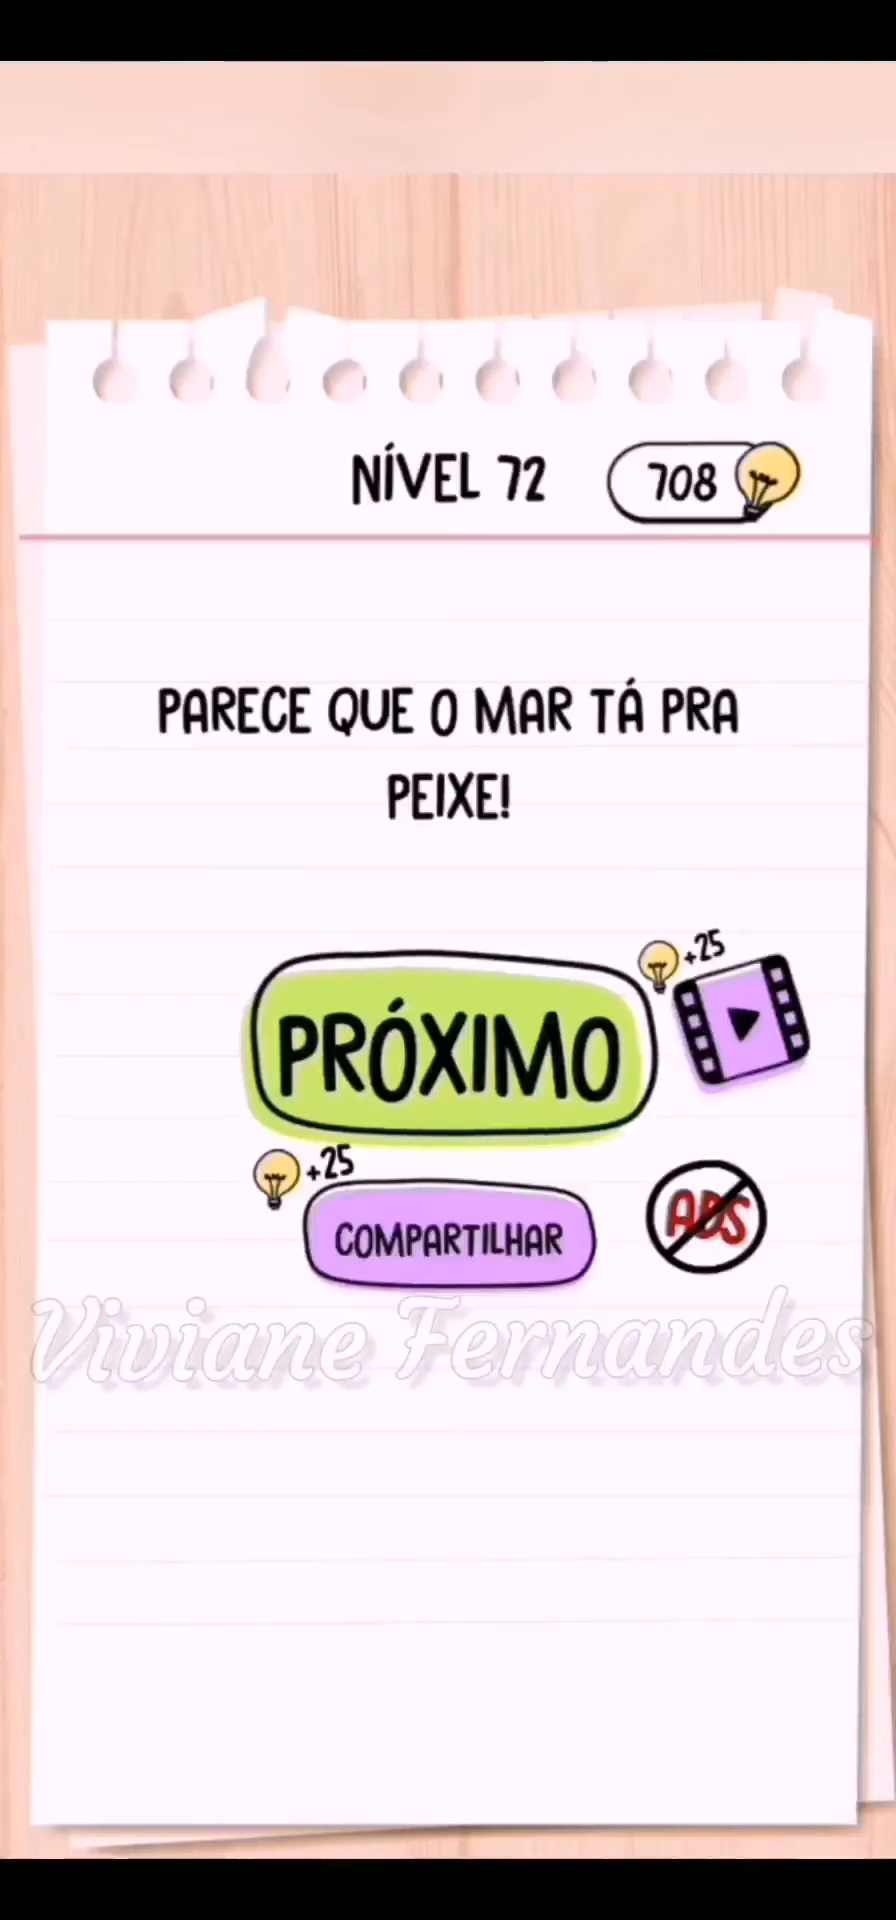 NÍVEL 72
708
PARECE QUE O MAR TÁ PRA
PEIXE!
+25
PRÓXIMO
+25
COMPARTILHAR
ADS
Viviane Fernandes